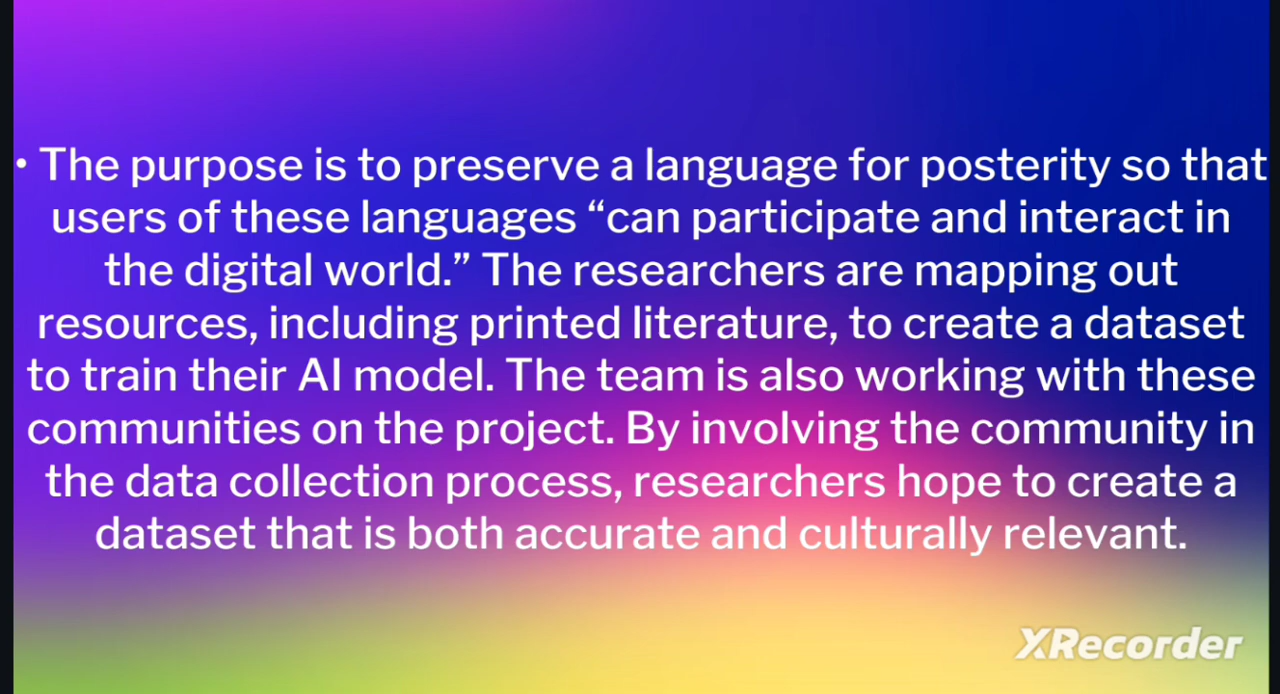 • The purpose is to preserve a language for posterity so that
users of these languages “can participate and interact in
the digital world.” The researchers are mapping out
resources, including printed literature, to create a dataset
to train their AI model. The team is also working with these
communities on the project. By involving the community in
the data collection process, researchers hope to create a
dataset that is both accurate and culturally relevant.
XRecorder